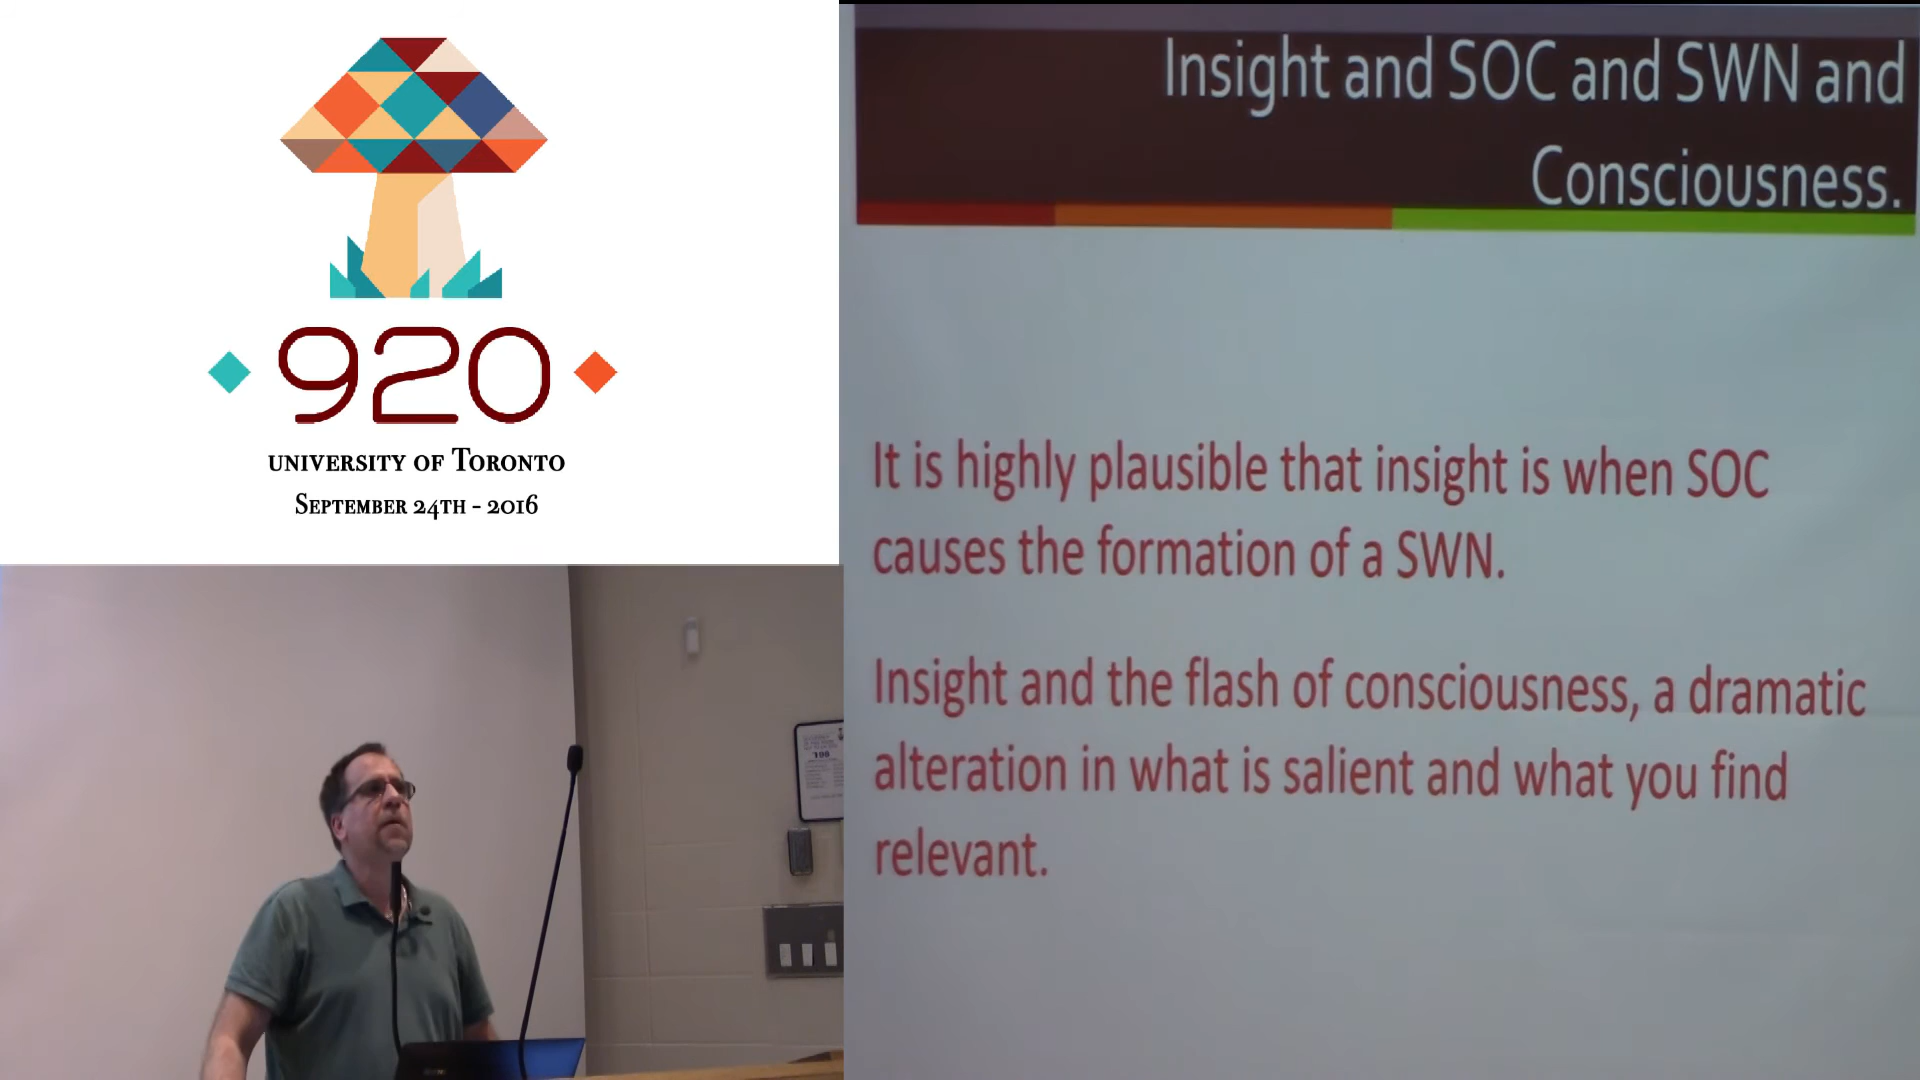 920
UNIVERSITY OF TORONTO
SEPTEMBER 24TH - 2016
Insight and SOC and SWN and
Consciousness.
It is highly plausible that insight is when SOC
causes the formation of a SWN.
Insight and the flash of consciousness, a dramatic
alteration in what is salient and what you find
relevant.